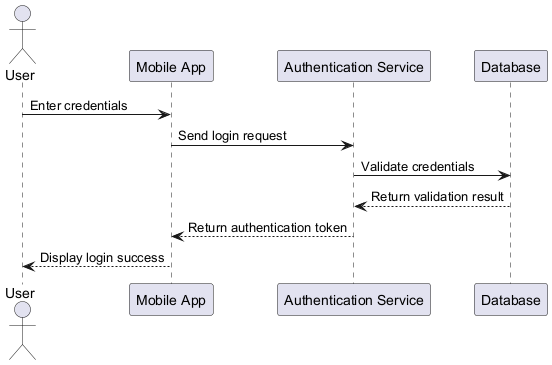 User
Mobile App
Authentication Service
Database
Enter credentials
Send login request
Validate credentials
Return validation result
Return authentication token
Display login success
User
Mobile App
Authentication Service
Database